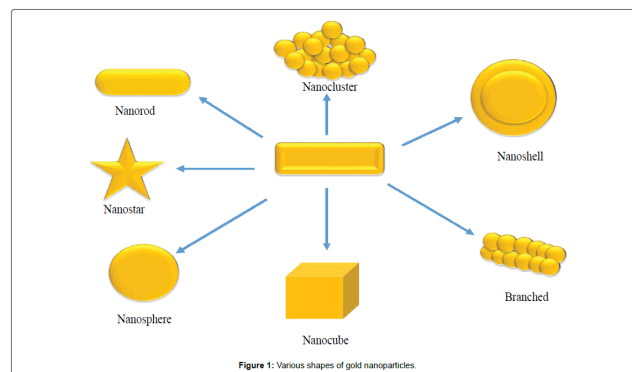 Nanocluster
Nanorod
Nanoshell
Nanostar
Nanosphere
Nanocube
Branched
Figure 1: Various shapes of gold nanoparticles.